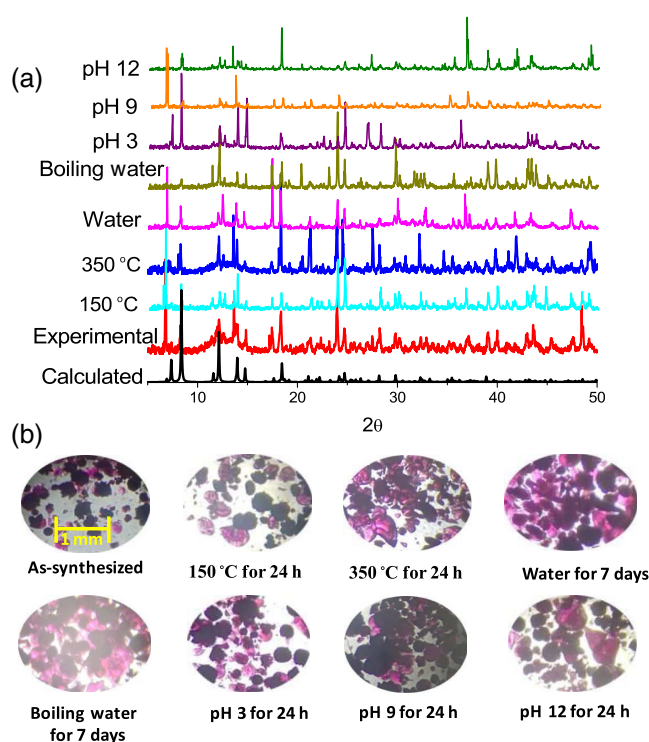 (a)
pH 12
pH 9
pH 3
Boiling water
Water
350 °C
150 °C
Experimental
Calculated
10 20 30 40 50
2θ
(b)
1 mm
As-synthesized
150 °C for 24 h
350 °C for 24 h
Water for 7 days
Boiling water
for 7 days
pH 3 for 24 h
pH 9 for 24 h
pH 12 for 24 h